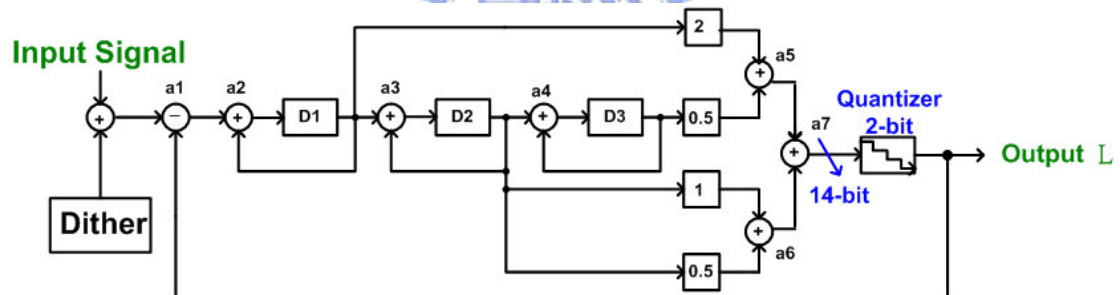 Input Signal
a1
a2
a3
a4
a5
a6
a7
+
−
+
D1
+
D2
+
D3
2
0.5
1
0.5
+
+
+
Quantizer
2-bit
14-bit
Output L
Dither